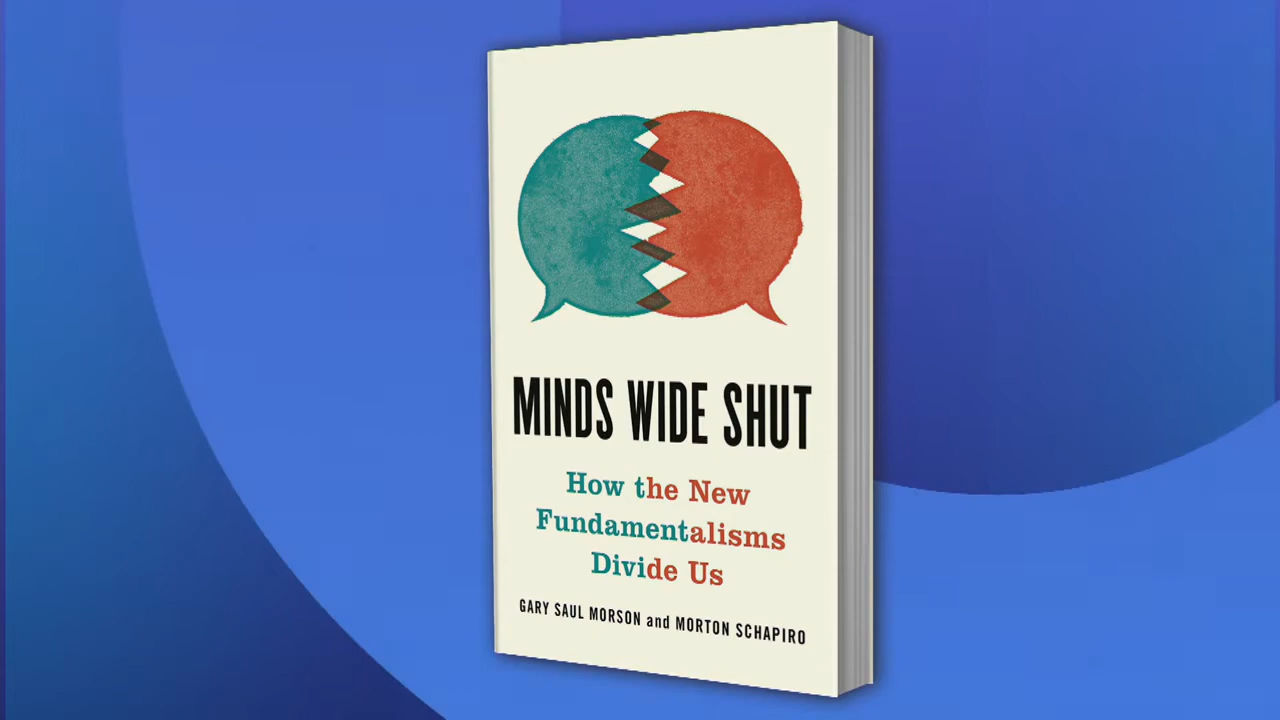 MINDS WIDE SHUT
How the New
Fundamentalisms
Divide Us
GARY SAUL MORSON and MORTON SCHAPIRO